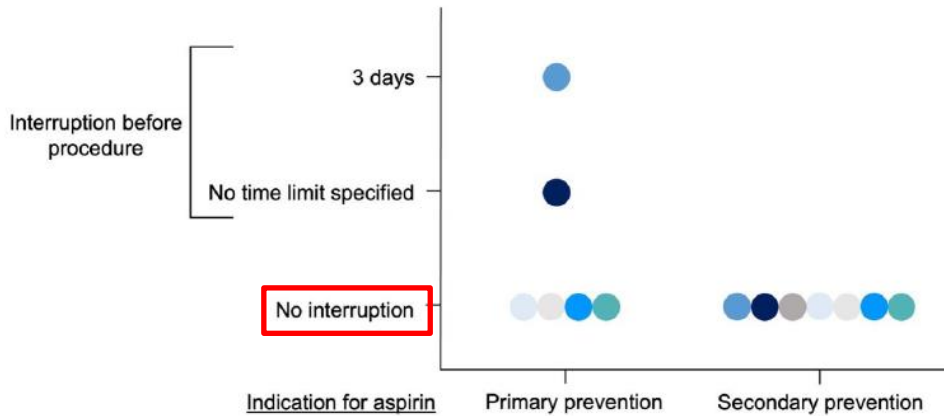 3 days
Interruption before
procedure
No time limit specified
No interruption
Indication for aspirin
Primary prevention
Secondary prevention